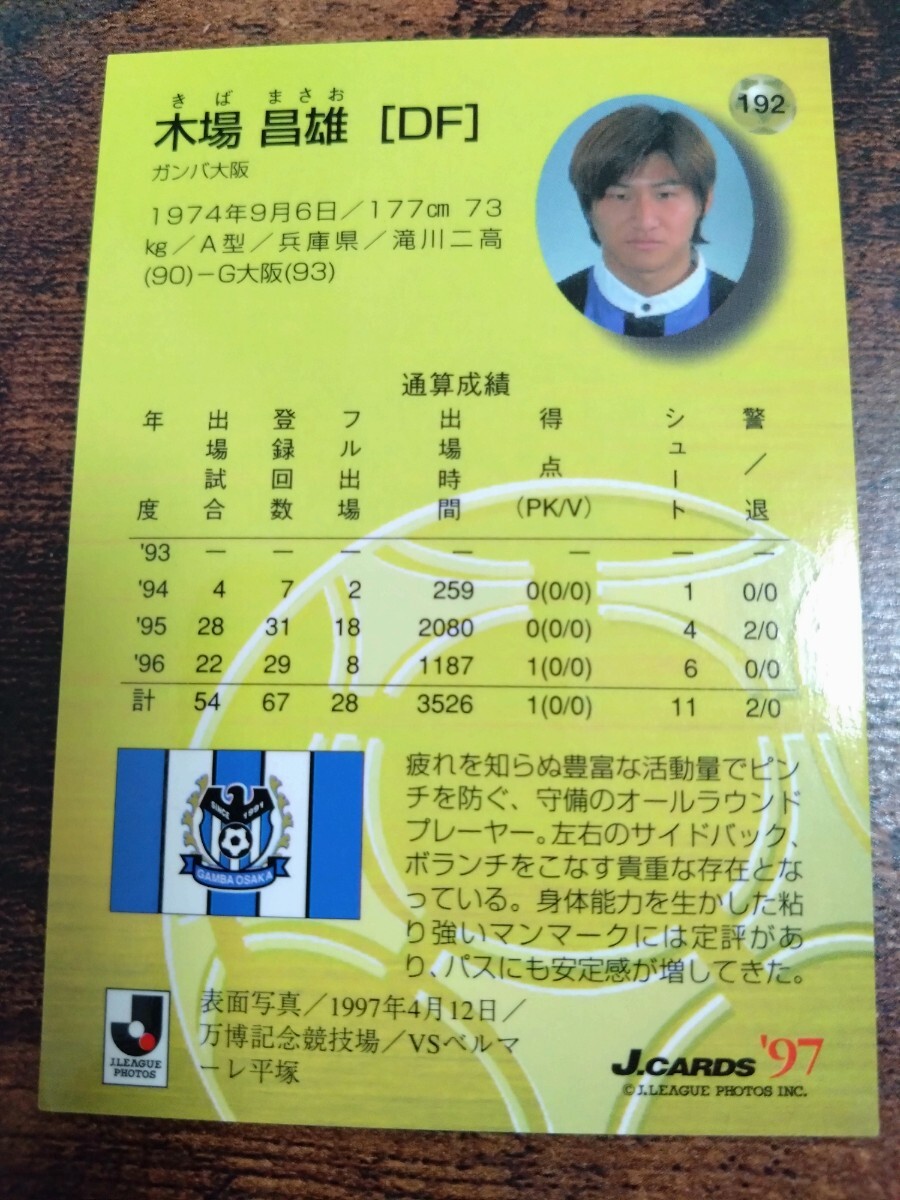 きば まさお
木場 昌雄 [DF]
192
ガンバ大阪
1974年9月6日／177㎝ 73
㎏／A型／兵庫県／滝川二高
(90)－G大阪(93)
通算成績
年度 出場試合 登録回数 フル出場 出場時間 得点(PK/V) シュート 警／退
'93 － － － － － － －
'94 4 7 2 259 0(0/0) 1 0/0
'95 28 31 18 2080 0(0/0) 4 2/0
'96 22 29 8 1187 1(0/0) 6 0/0
計 54 67 28 3526 1(0/0) 11 2/0
SINCE 1991
GAMBA OSAKA
疲れを知らぬ豊富な活動量でピン
チを防ぐ、守備のオールラウンド
プレーヤー。左右のサイドバック、
ボランチをこなす貴重な存在とな
っている。身体能力を生かした粘
り強いマンマークには定評があ
り、パスにも安定感が増してきた。
表面写真／1997年4月12日／
万博記念競技場／VSベルマ
ーレ平塚
J.LEAGUE
PHOTOS
J.CARDS '97
© J.LEAGUE PHOTOS INC.